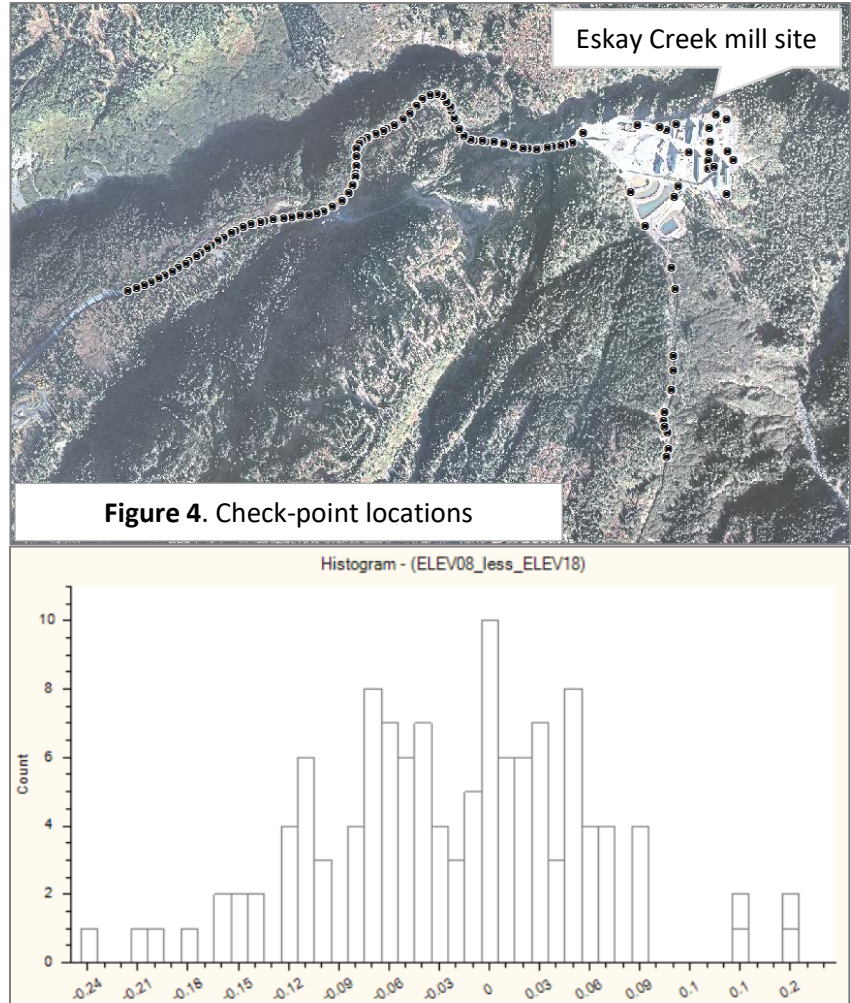 Eskay Creek mill site
Figure 4. Check-point locations
Histogram - (ELEV08_less_ELEV18)
Count
10
8
6
4
2
0
-0.24 -0.21 -0.18 -0.15 -0.12 -0.09 -0.06 -0.03 0 0.03 0.06 0.09 0.1 0.1 0.2